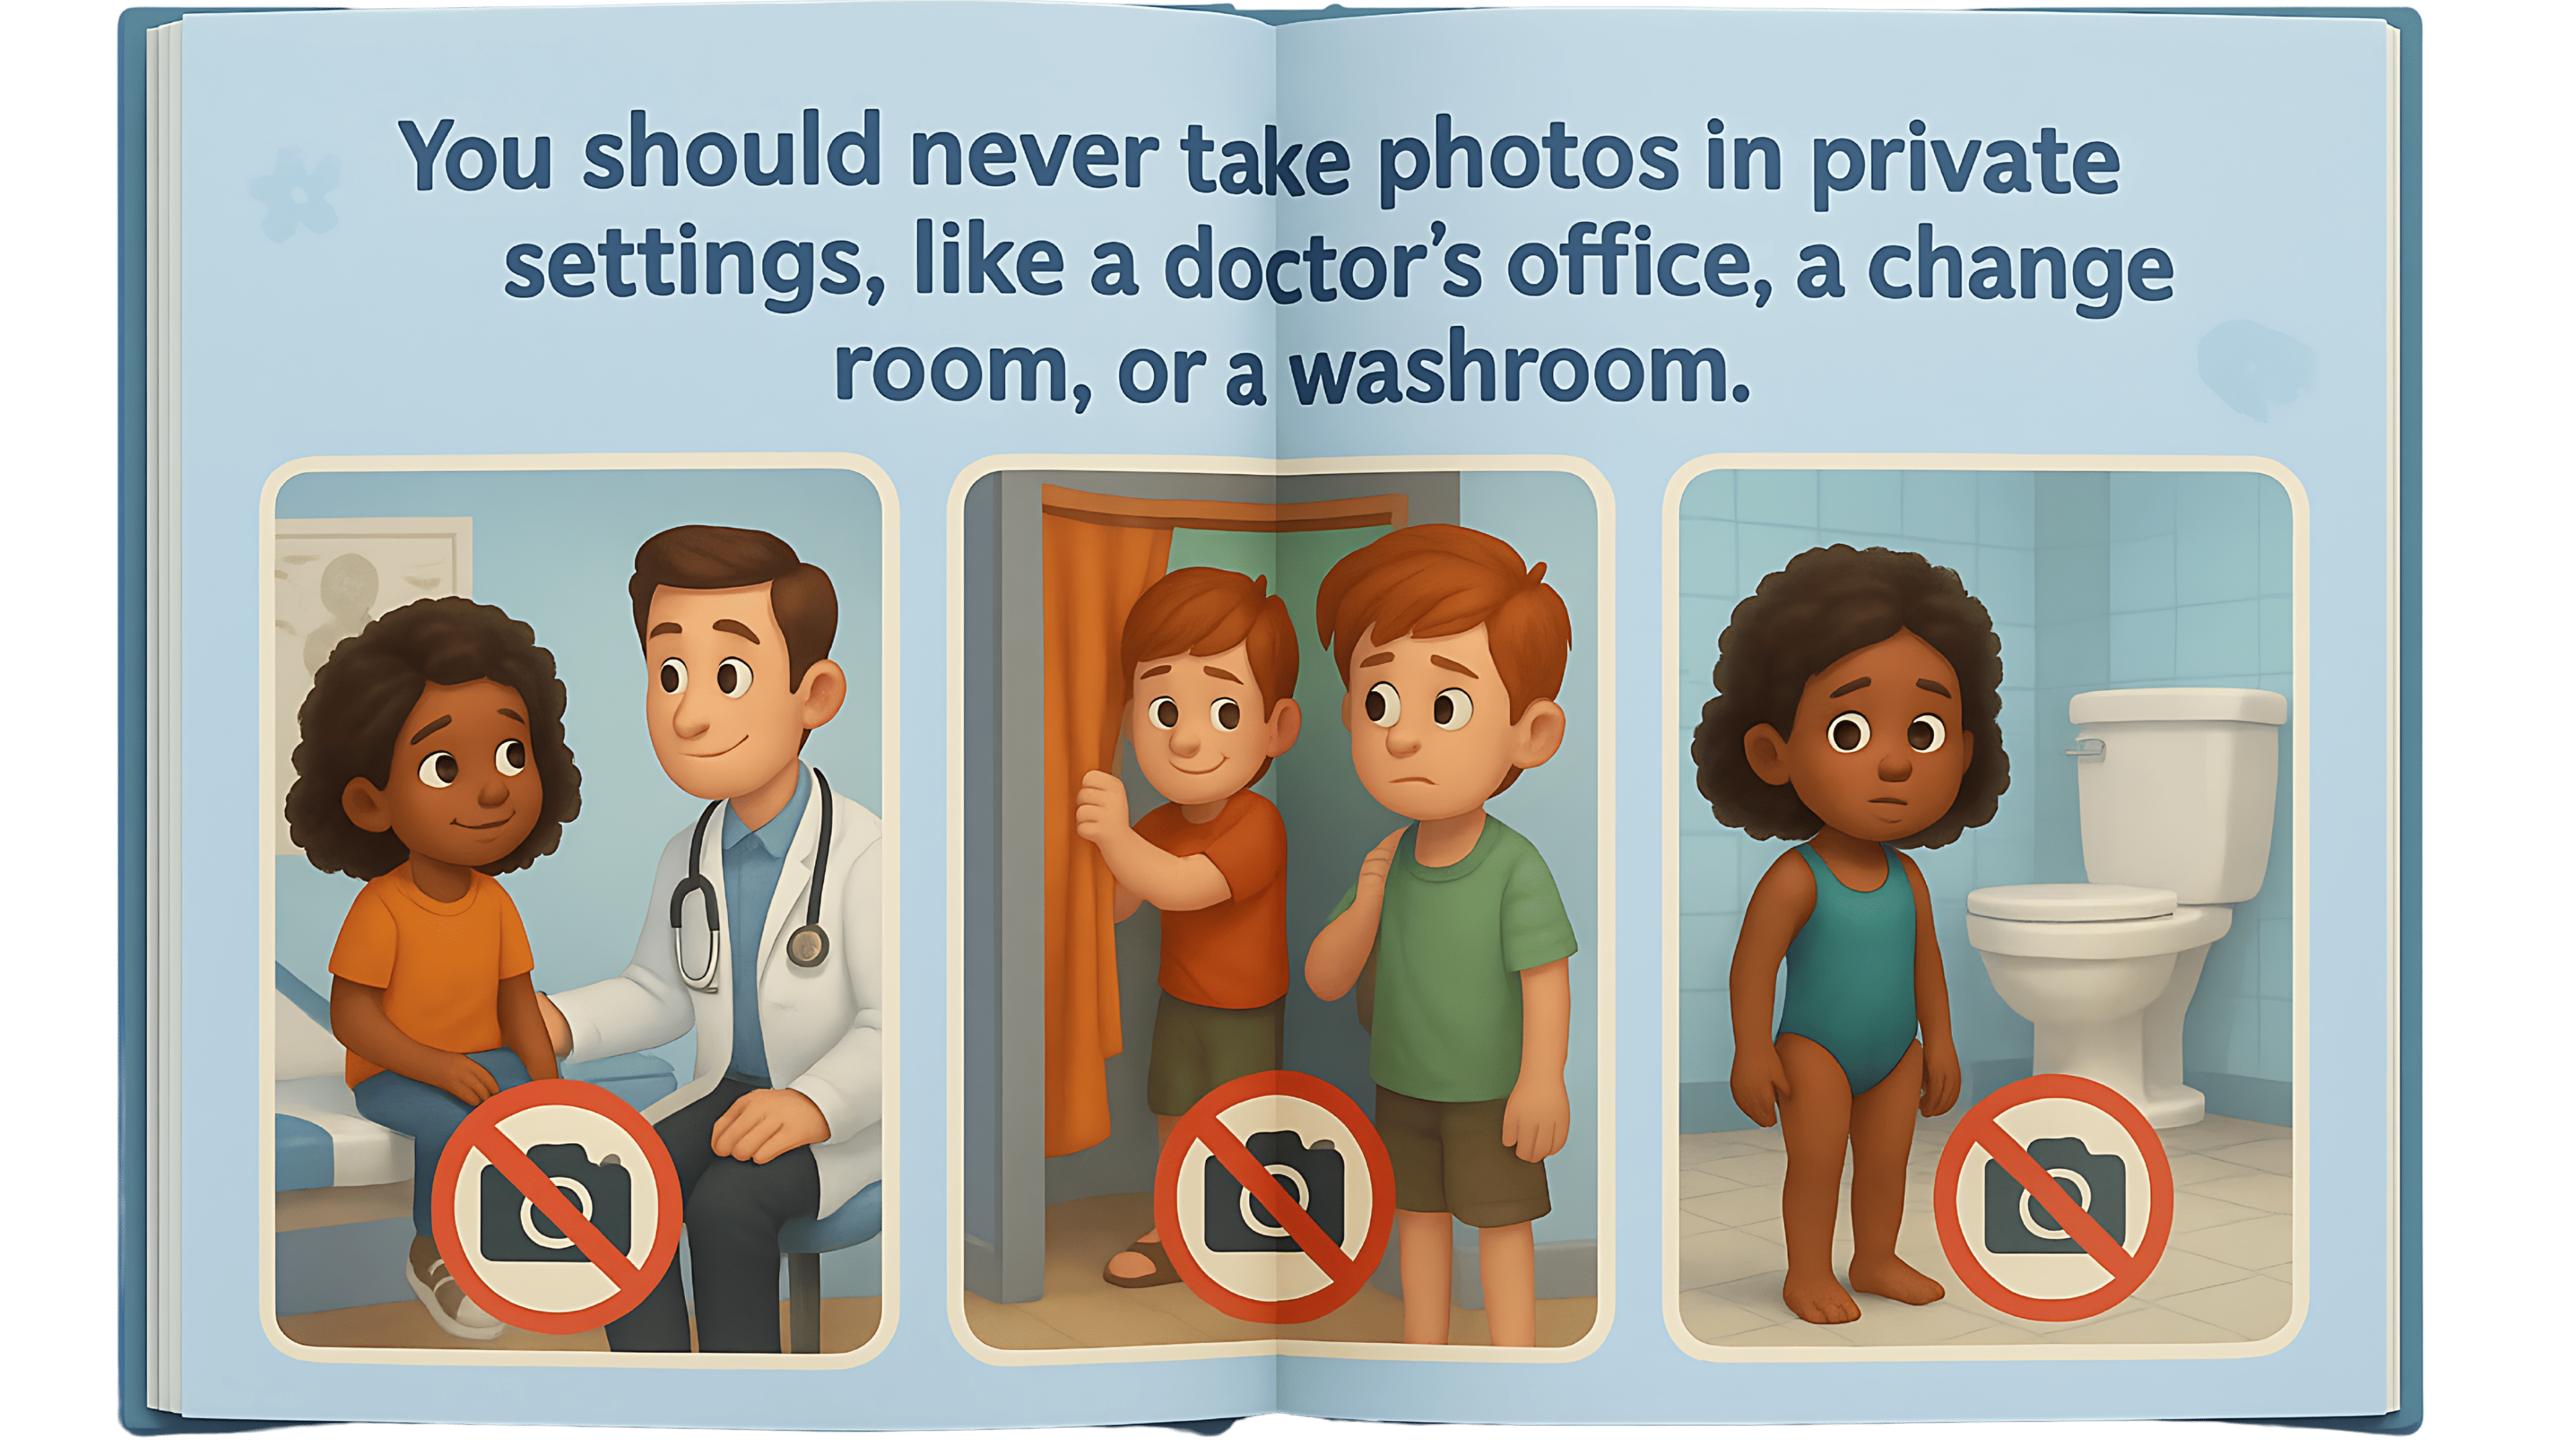 You should never take photos in private
settings, like a doctor's office, a change
room, or a washroom.